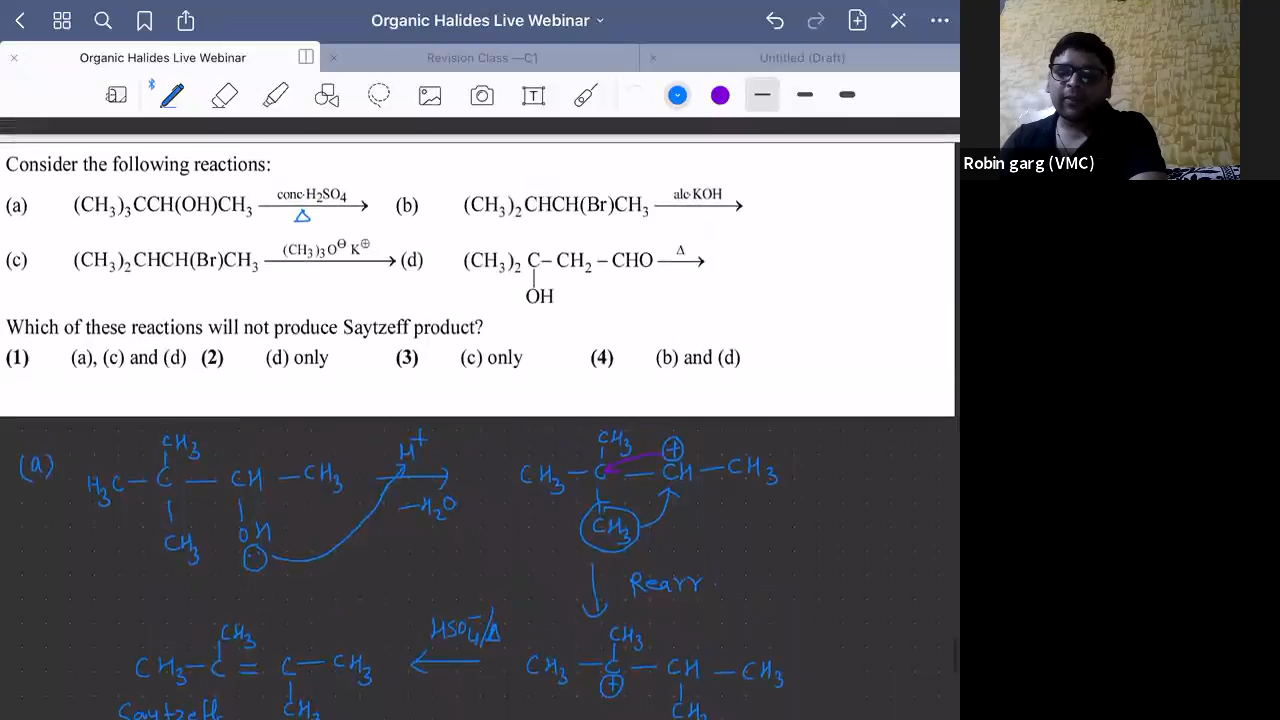 Organic Halides Live Webinar
Organic Halides Live Webinar
Revision Class —C1
Untitled (Draft)
Robin garg (VMC)
Consider the following reactions:
(a) (CH₃)₃CCH(OH)CH₃ conc·H₂SO₄ Δ ⟶ (b) (CH₃)₂CHCH(Br)CH₃ alc·KOH ⟶
(c) (CH₃)₂CHCH(Br)CH₃ (CH₃)₃O⊖ K⊕ ⟶ (d) (CH₃)₂ C– CH₂ – CHO Δ ⟶
OH
Which of these reactions will not produce Saytzeff product?
(1) (a), (c) and (d) (2) (d) only (3) (c) only (4) (b) and (d)
(a)
CH₃
H₃C — C — CH — CH₃
CH₃ OH
H⁺
—H₂O
CH₃ ⊕
CH₃ — C — CH — CH₃
CH₃
Rearr
CH₃
CH₃ — C — CH — CH₃
⊕ CH₃
HSO₄⁻/Δ
CH₃
CH₃ — C = C — CH₃
CH₃
Saytzeff